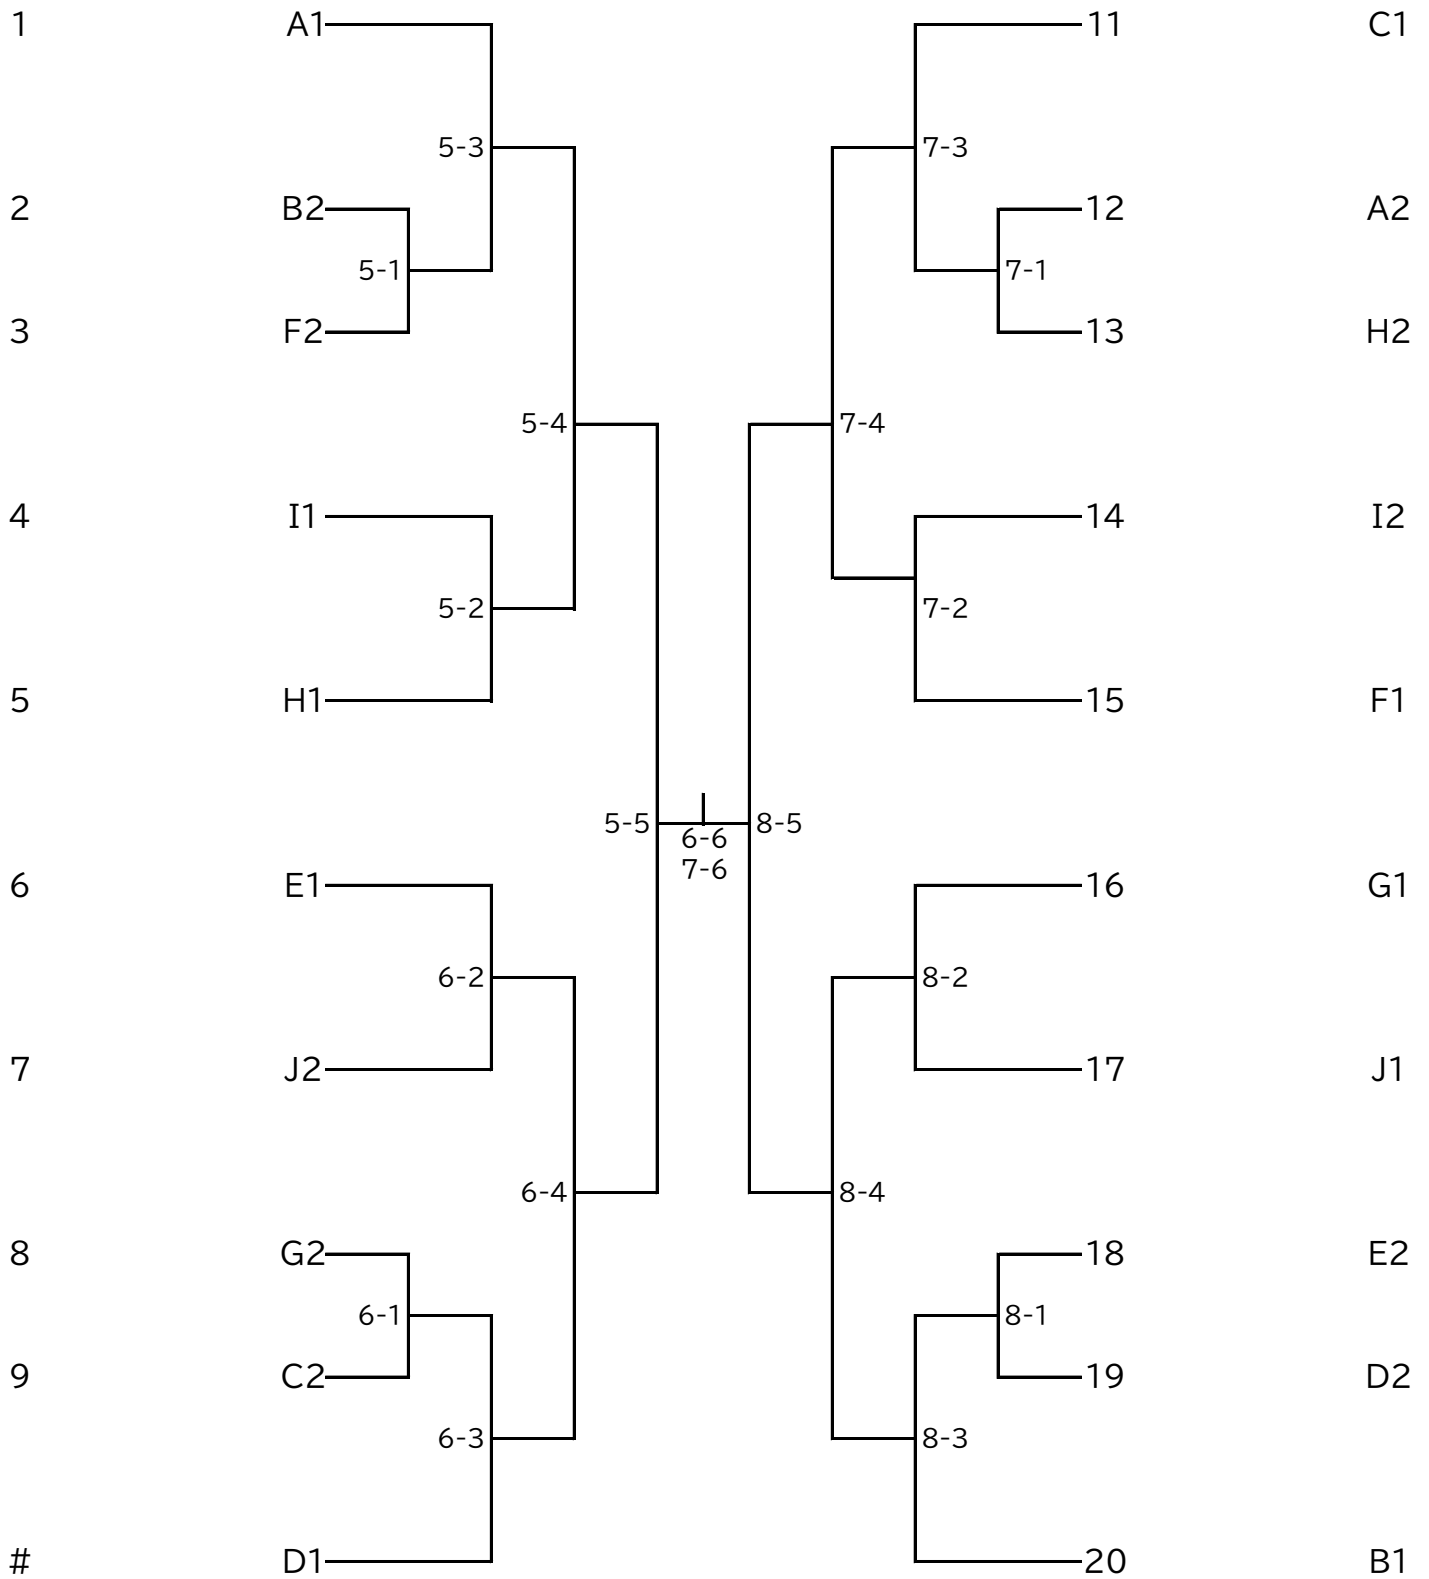 1 A1 11 C1
5-3 7-3
2 B2 12 A2
5-1 7-1
3 F2 13 H2
5-4 7-4
4 I1 14 I2
5-2 7-2
5 H1 15 F1
5-5 6-6 8-5
7-6
6 E1 16 G1
6-2 8-2
7 J2 17 J1
6-4 8-4
8 G2 18 E2
6-1 8-1
9 C2 19 D2
6-3 8-3
# D1 20 B1